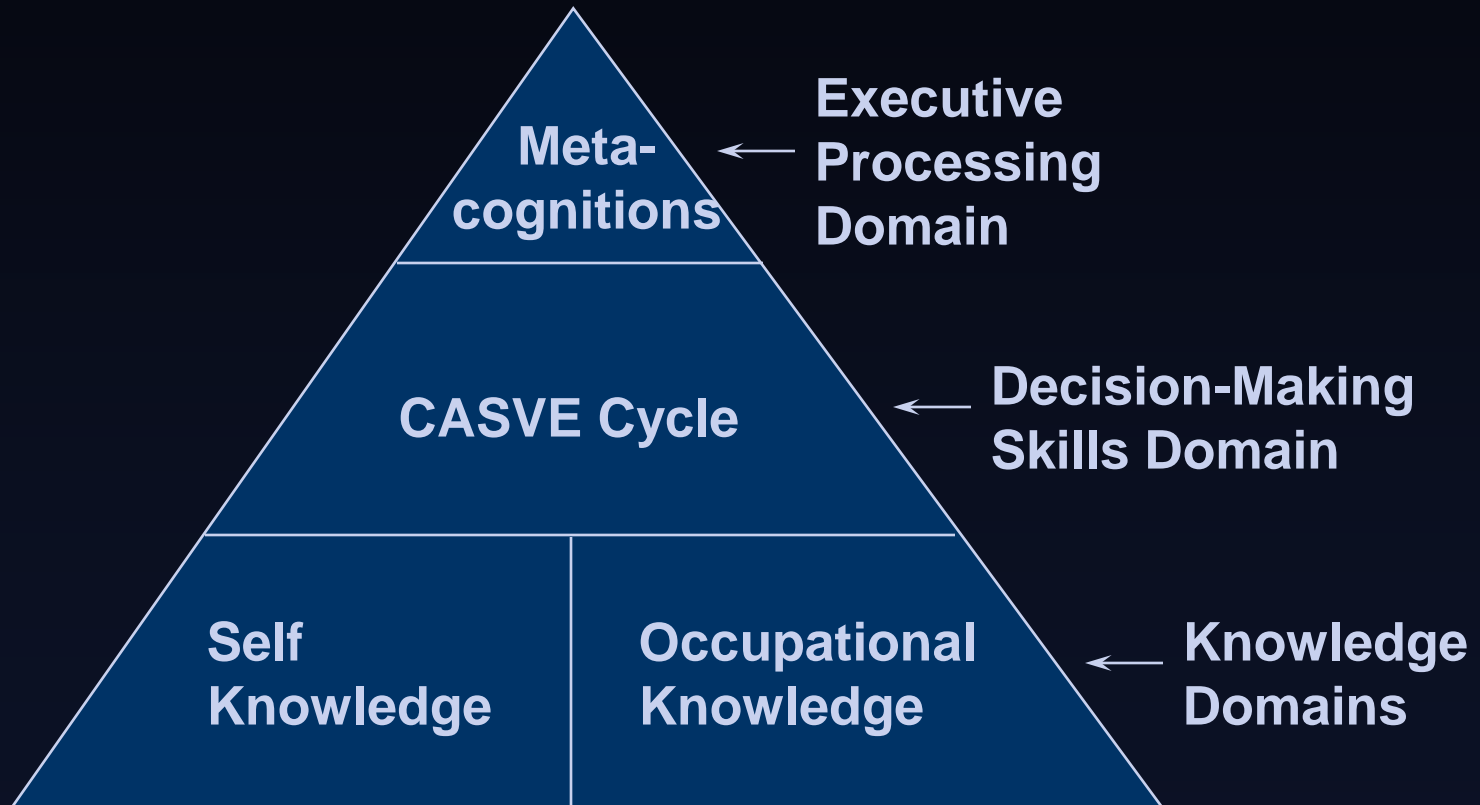 Meta-
cognitions
Executive
Processing
Domain
CASVE Cycle
Decision-Making
Skills Domain
Self
Knowledge
Occupational
Knowledge
Knowledge
Domains